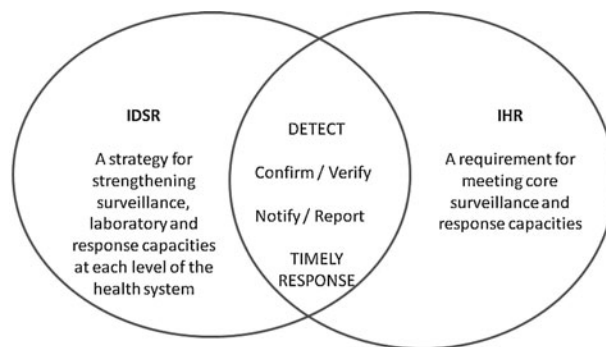 IDSR
A strategy for
strengthening
surveillance,
laboratory and
response capacities
at each level of the
health system
DETECT
Confirm / Verify
Notify / Report
TIMELY
RESPONSE
IHR
A requirement for
meeting core
surveillance and
response capacities